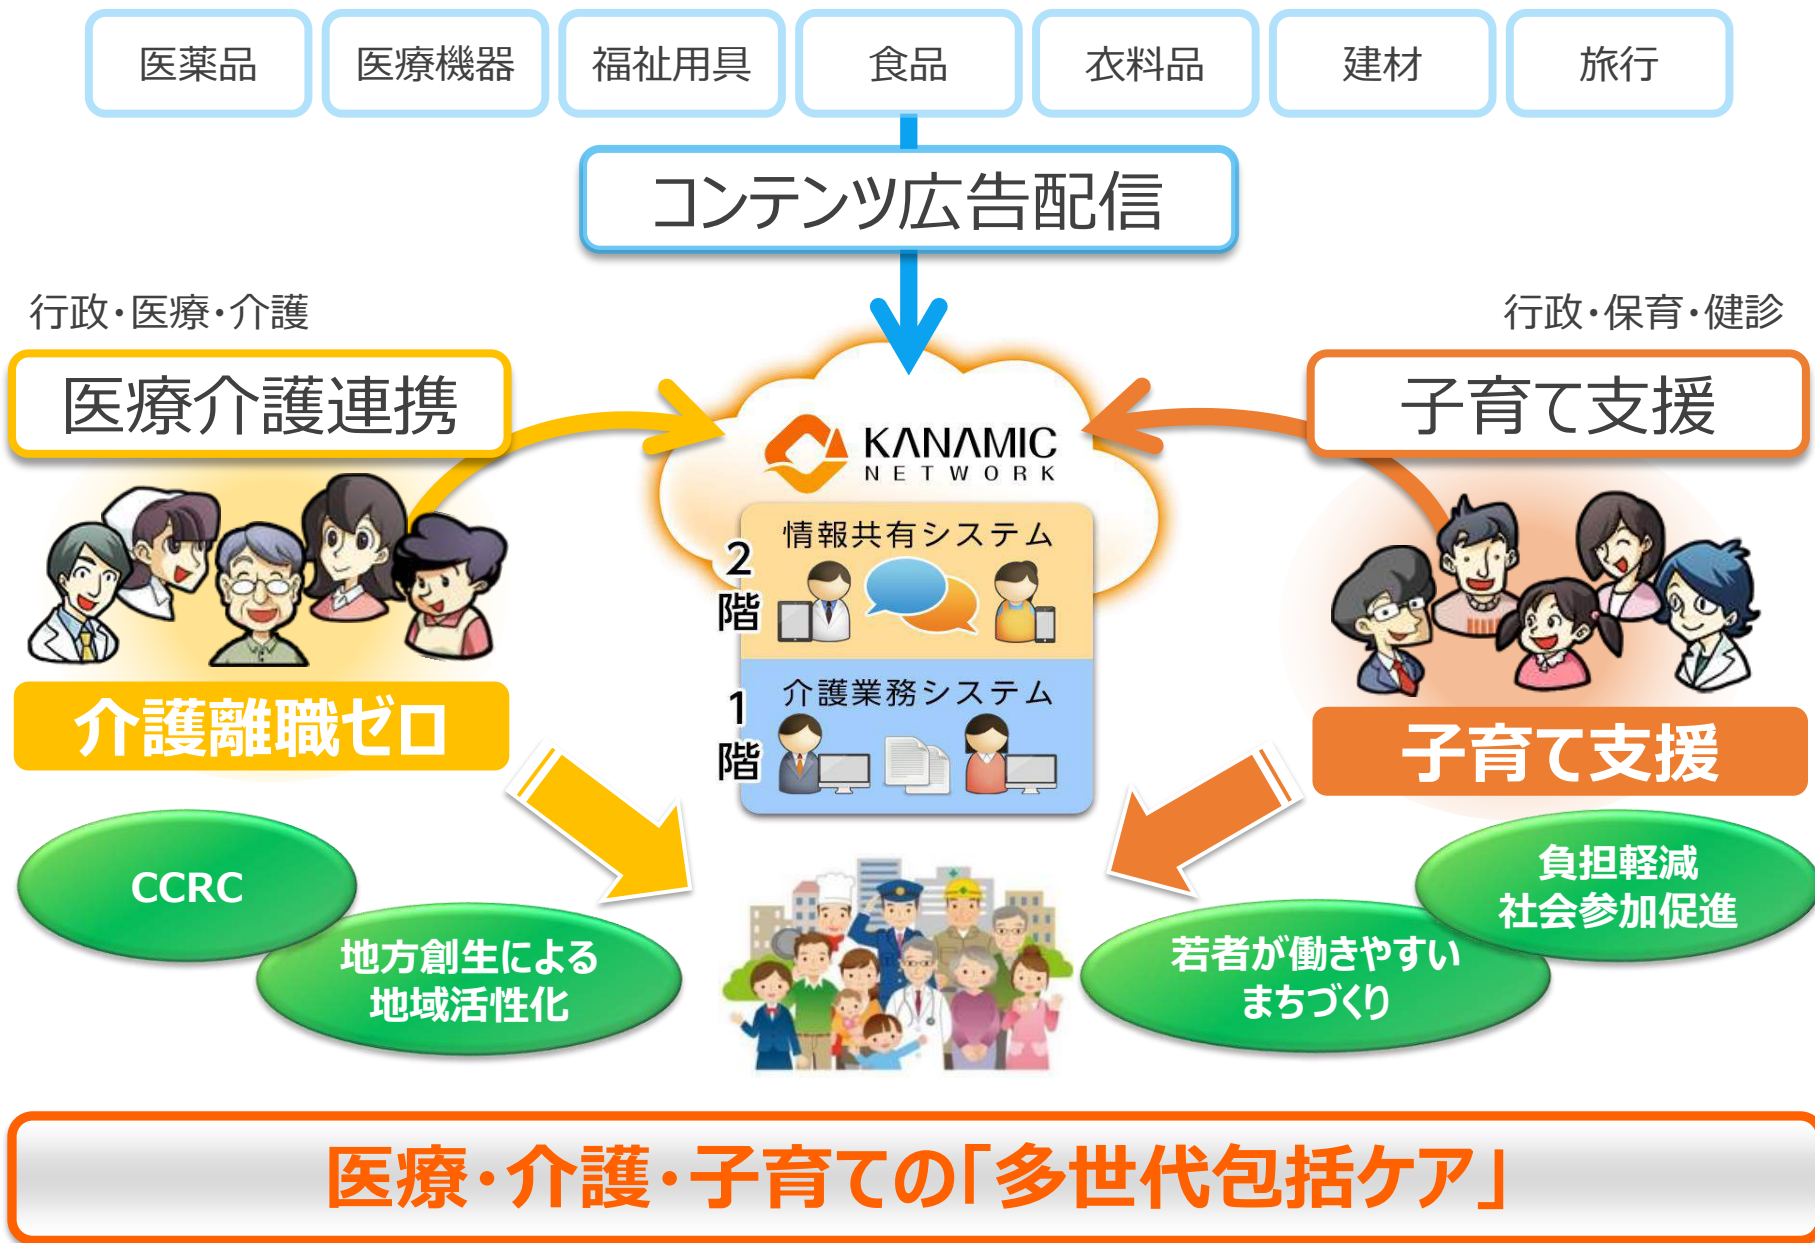 医薬品
医療機器
福祉用具
食品
衣料品
建材
旅行
コンテンツ広告配信
行政・医療・介護
医療介護連携
行政・保育・健診
子育て支援
KANAMIC
NETWORK
2階
情報共有システム
1階
介護業務システム
介護離職ゼロ
子育て支援
CCRC
地方創生による
地域活性化
若者が働きやすい
まちづくり
負担軽減
社会参加促進
医療・介護・子育ての「多世代包括ケア」